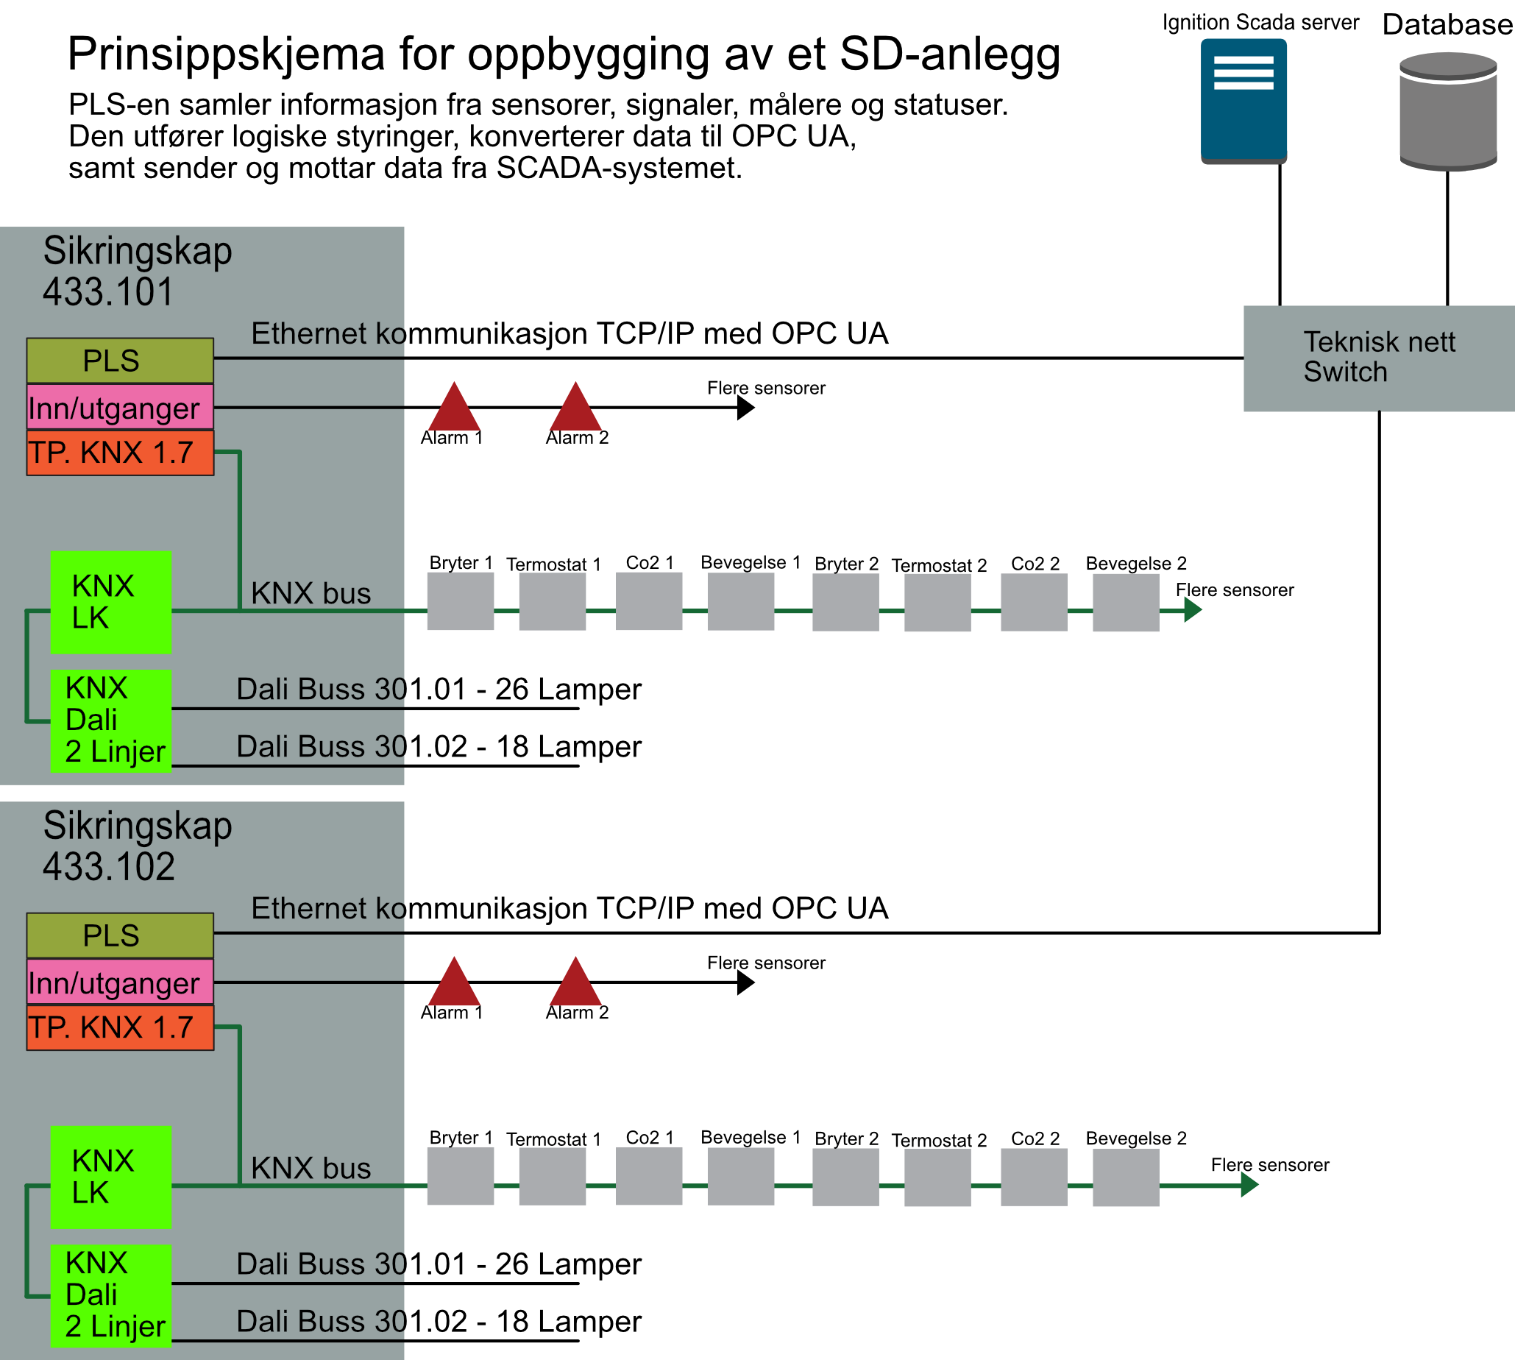 Ignition Scada server
Database
Prinsippskjema for oppbygging av et SD-anlegg
PLS-en samler informasjon fra sensorer, signaler, målere og statuser.
Den utfører logiske styringer, konverterer data til OPC UA,
samt sender og mottar data fra SCADA-systemet.
Sikringskap
433.101
Ethernet kommunikasjon TCP/IP med OPC UA
Teknisk nett
Switch
PLS
Inn/utganger
TP. KNX 1.7
Flere sensorer
Alarm 1
Alarm 2
KNX
LK
KNX bus
Bryter 1
Termostat 1
Co2 1
Bevegelse 1
Bryter 2
Termostat 2
Co2 2
Bevegelse 2
Flere sensorer
KNX
Dali
2 Linjer
Dali Buss 301.01 - 26 Lamper
Dali Buss 301.02 - 18 Lamper
Sikringskap
433.102
Ethernet kommunikasjon TCP/IP med OPC UA
PLS
Inn/utganger
TP. KNX 1.7
Flere sensorer
Alarm 1
Alarm 2
KNX
LK
KNX bus
Bryter 1
Termostat 1
Co2 1
Bevegelse 1
Bryter 2
Termostat 2
Co2 2
Bevegelse 2
Flere sensorer
KNX
Dali
2 Linjer
Dali Buss 301.01 - 26 Lamper
Dali Buss 301.02 - 18 Lamper